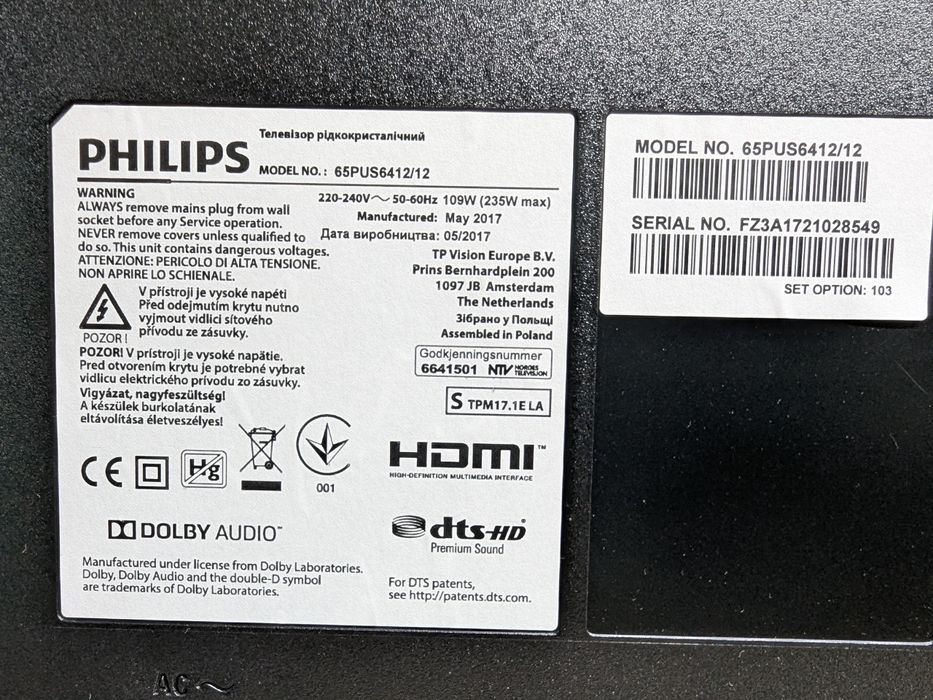 PHILIPS
Телевізор рідкокристалічний
MODEL NO. : 65PUS6412/12
WARNING
ALWAYS remove mains plug from wall
socket before any Service operation.
NEVER remove covers unless qualified to
do so. This unit contains dangerous voltages.
ATTENZIONE: PERICOLO DI ALTA TENSIONE.
NON APRIRE LO SCHIENALE.
V přístroji je vysoké napěti
Před odejmutím krytu nutno
vyjmout vidlici síťového
přívodu ze zásuvky.
POZOR !
POZOR! V prístroji je vysoké napätie.
Pred otvorením krytu je potrebné vybrat
vidlicu elektrického prívodu zo zásuvky.
Vigyázat, nagyfeszültség!
A készülek burkolatának
eltávolítása életveszélyes!
220-240V～ 50-60Hz 109W (235W max)
Manufactured: May 2017
Дата виробництва: 05/2017
TP Vision Europe B.V.
Prins Bernhardplein 200
1097 JB Amsterdam
The Netherlands
Зібрано у Польщі
Assembled in Poland
Godkjenningsnummer
6641501 NTV NORGES TELEVISJON
S TPM17.1E LA
CE
Hg
001
HDMI™
HIGH-DEFINITION MULTIMEDIA INTERFACE
DOLBY AUDIO™
Manufactured under license from Dolby Laboratories.
Dolby, Dolby Audio and the double-D symbol
are trademarks of Dolby Laboratories.
dts-HD®
Premium Sound
For DTS patents,
see http://patents.dts.com.
MODEL NO. 65PUS6412/12
SERIAL NO. FZ3A1721028549
SET OPTION: 103
AC ～